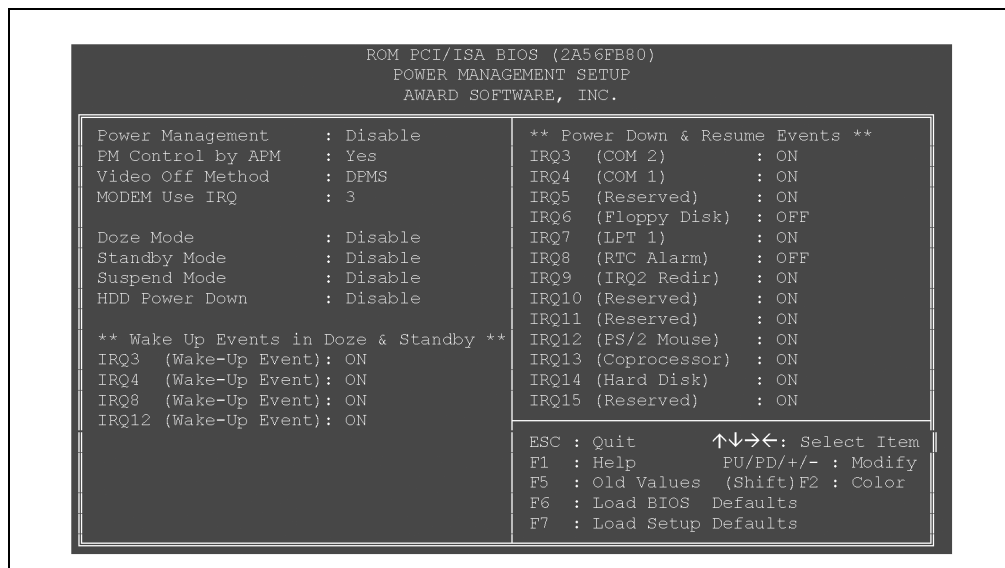 ROM PCI/ISA BIOS (2A56FB80)
POWER MANAGEMENT SETUP
AWARD SOFTWARE, INC.
Power Management : Disable
PM Control by APM : Yes
Video Off Method : DPMS
MODEM Use IRQ : 3
Doze Mode : Disable
Standby Mode : Disable
Suspend Mode : Disable
HDD Power Down : Disable
** Wake Up Events in Doze & Standby **
IRQ3 (Wake-Up Event): ON
IRQ4 (Wake-Up Event): ON
IRQ8 (Wake-Up Event): ON
IRQ12 (Wake-Up Event): ON
** Power Down & Resume Events **
IRQ3 (COM 2) : ON
IRQ4 (COM 1) : ON
IRQ5 (Reserved) : ON
IRQ6 (Floppy Disk) : OFF
IRQ7 (LPT 1) : ON
IRQ8 (RTC Alarm) : OFF
IRQ9 (IRQ2 Redir) : ON
IRQ10 (Reserved) : ON
IRQ11 (Reserved) : ON
IRQ12 (PS/2 Mouse) : ON
IRQ13 (Coprocessor) : ON
IRQ14 (Hard Disk) : ON
IRQ15 (Reserved) : ON
ESC : Quit ↑↓→←: Select Item
F1 : Help PU/PD/+/- : Modify
F5 : Old Values (Shift)F2 : Color
F6 : Load BIOS Defaults
F7 : Load Setup Defaults